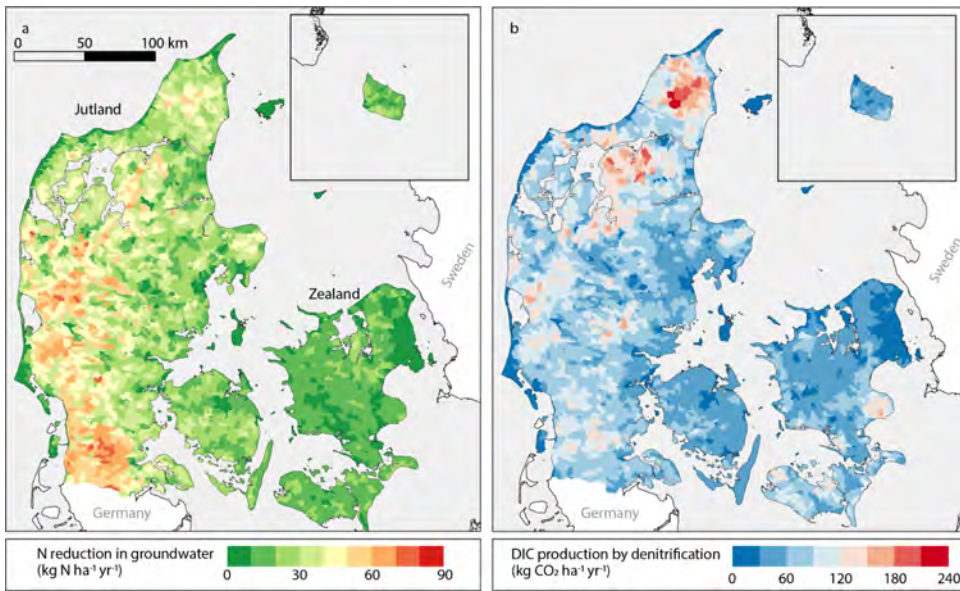 a
0 50 100 km
Jutland
Zealand
Sweden
Germany
N reduction in groundwater
(kg N ha⁻¹ yr⁻¹)
0 30 60 90
b
Sweden
Germany
DIC production by denitrification
(kg CO₂ ha⁻¹ yr⁻¹)
0 60 120 180 240